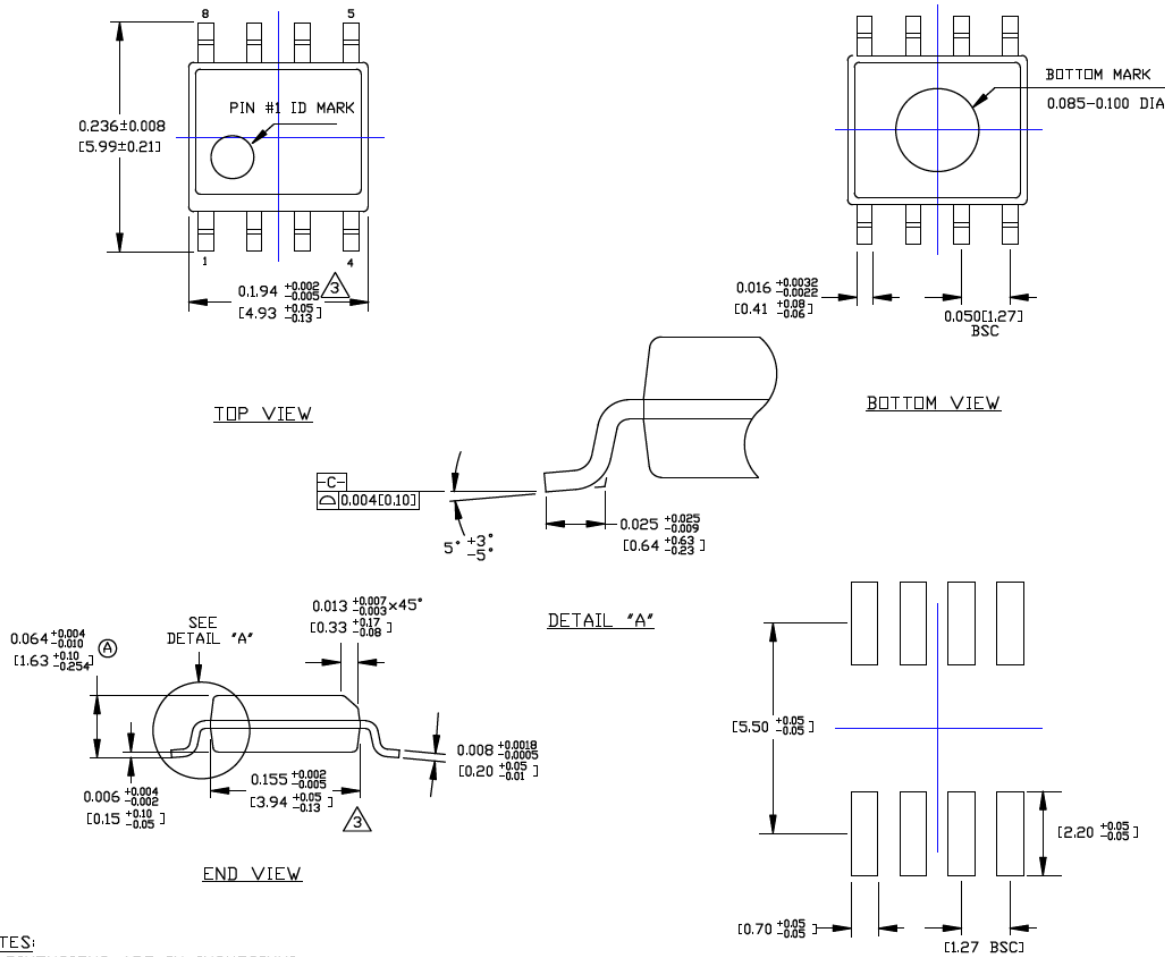 8 5
PIN #1 ID MARK
0.236±0.008
[5.99±0.21]
1 4
0.1.94 +0.002 -0.005
[4.93 +0.05 -0.13]
3
TOP VIEW
BOTTOM MARK
0.085-0.100 DIA
0.016 +0.0032 -0.0022
[0.41 +0.08 -0.06]
0.050[1.27]
BSC
BOTTOM VIEW
-C-
⌓ 0.004[0.10]
5° +3° -5°
0.025 +0.025 -0.009
[0.64 +0.63 -0.23]
DETAIL "A"
0.064 +0.004 -0.010
[1.63 +0.10 -0.254]
A
SEE
DETAIL "A"
0.013 +0.007 -0.003 ×45°
[0.33 +0.17 -0.08]
0.006 +0.004 -0.002
[0.15 +0.10 -0.05]
0.155 +0.002 -0.005
[3.94 +0.05 -0.13]
3
0.008 +0.0018 -0.0005
[0.20 +0.05 -0.01]
END VIEW
[5.50 +0.05 -0.05]
[2.20 +0.05 -0.05]
[0.70 +0.05 -0.05]
[1.27 BSC]
TES: